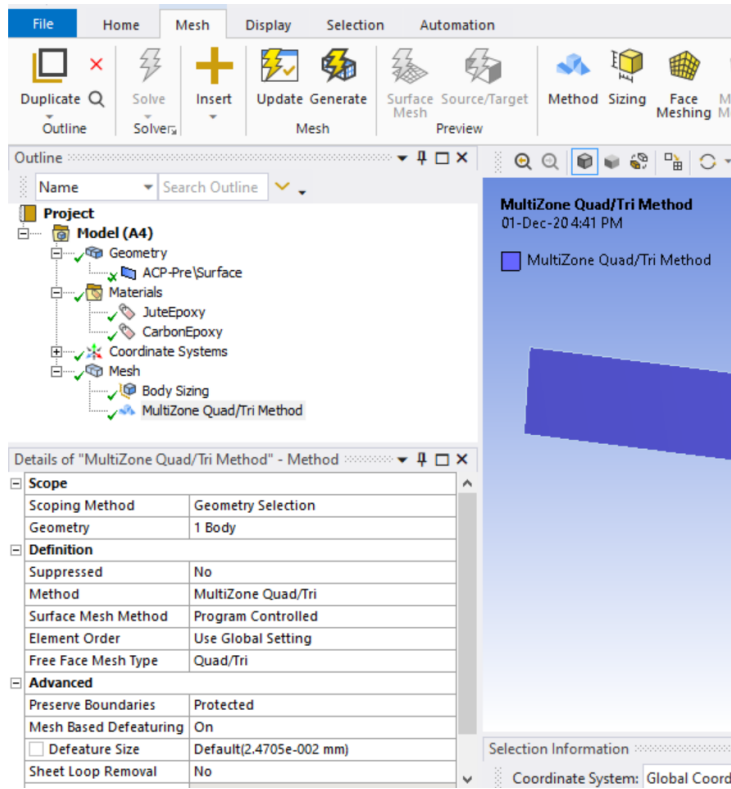 File Home Mesh Display Selection Automation
Duplicate Q Solve Insert Update Generate Surface Mesh Source/Target Method Sizing Face Meshing M M
Outline Solvers Mesh Preview
Outline
Name Search Outline
Project
Model (A4)
Geometry
ACP-Pre\Surface
Materials
JuteEpoxy
CarbonEpoxy
Coordinate Systems
Mesh
Body Sizing
MultiZone Quad/Tri Method
Details of "MultiZone Quad/Tri Method" - Method
Scope
Scoping Method Geometry Selection
Geometry 1 Body
Definition
Suppressed No
Method MultiZone Quad/Tri
Surface Mesh Method Program Controlled
Element Order Use Global Setting
Free Face Mesh Type Quad/Tri
Advanced
Preserve Boundaries Protected
Mesh Based Defeaturing On
Defeature Size Default(2.4705e-002 mm)
Sheet Loop Removal No
MultiZone Quad/Tri Method
01-Dec-20 4:41 PM
MultiZone Quad/Tri Method
Selection Information
Coordinate System: Global Coord